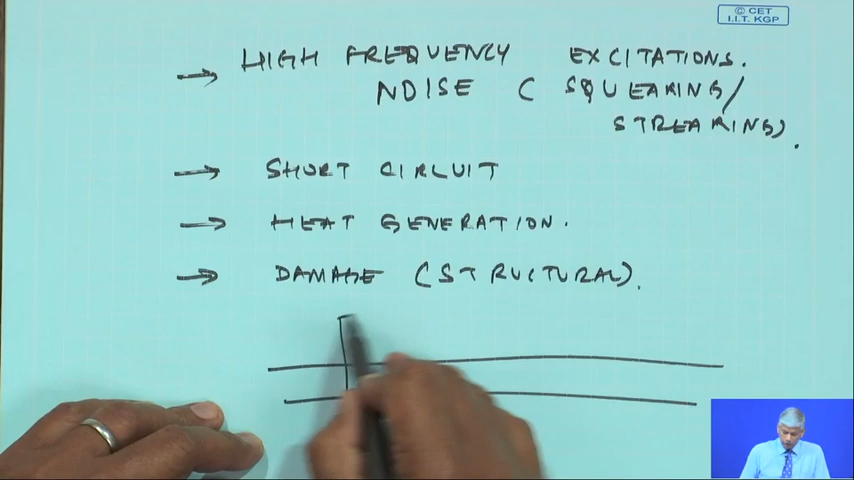 © CET
I.I.T. KGP
→ HIGH FREQUENCY EXCITATIONS.
NOISE ( SQUEAKING/
STREAKING).
→ SHORT CIRCUIT
→ HEAT GENERATION.
→ DAMAGE (STRUCTURAL).